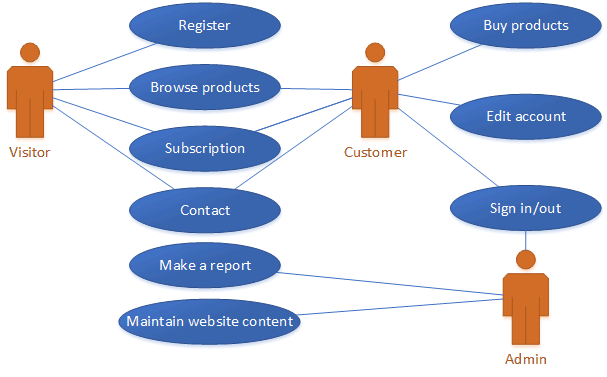 Register
Buy products
Browse products
Edit account
Visitor
Subscription
Customer
Contact
Sign in/out
Make a report
Maintain website content
Admin